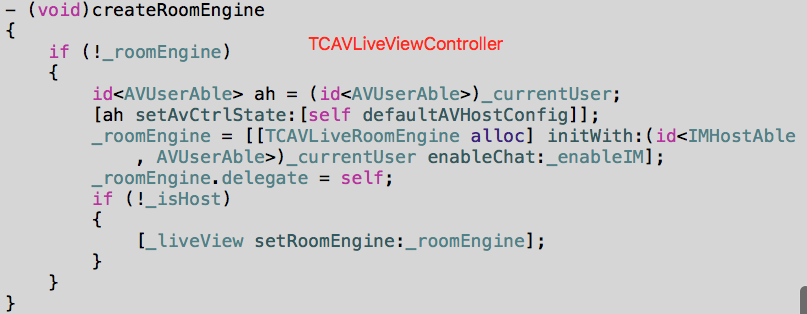 - (void)createRoomEngine
{
    if (!_roomEngine)
TCAVLiveViewController
    {
        id<AVUserAble> ah = (id<AVUserAble>)_currentUser;
        [ah setAvCtrlState:[self defaultAVHostConfig]];
        _roomEngine = [[TCAVLiveRoomEngine alloc] initWith:(id<IMHostAble
            , AVUserAble>)_currentUser enableChat:_enableIM];
        _roomEngine.delegate = self;
        if (!_isHost)
        {
            [_liveView setRoomEngine:_roomEngine];
        }
    }
}